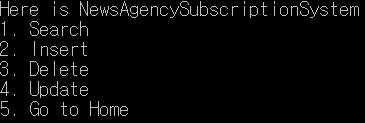 Here is NewsAgencySubscriptionSystem
1. Search
2. Insert
3. Delete
4. Update
5. Go to Home